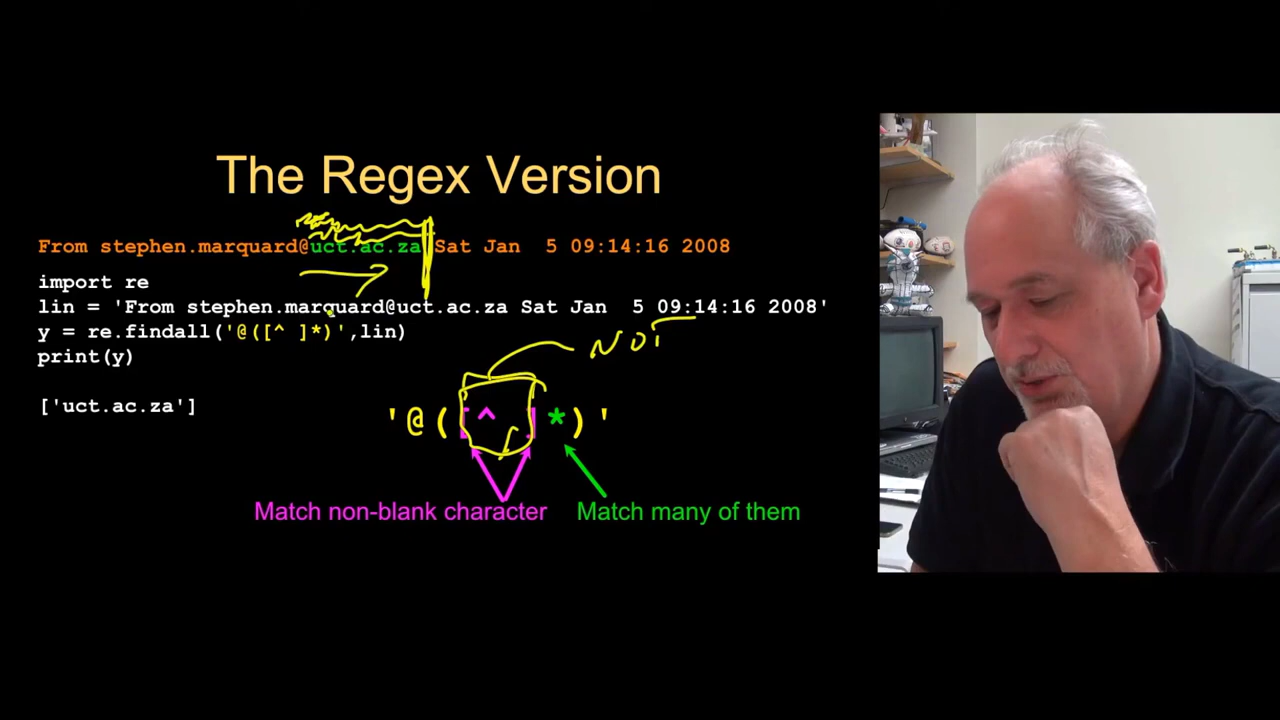 The Regex Version
From stephen.marquard@uct.ac.za Sat Jan  5 09:14:16 2008
import re
lin = 'From stephen.marquard@uct.ac.za Sat Jan  5 09:14:16 2008'
y = re.findall('@([^ ]*)',lin)
print(y)
NOT
['uct.ac.za']
'@([^ ]*)'
Match non-blank character
Match many of them